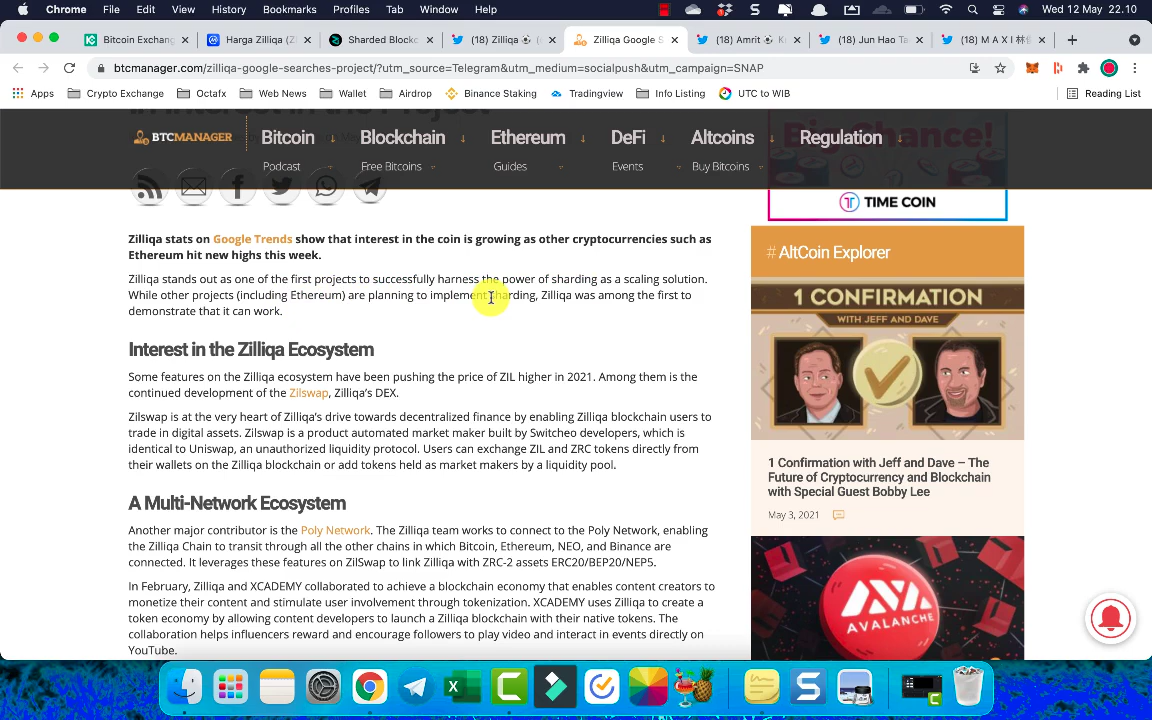 Chrome File Edit View History Bookmarks Profiles Tab Window Help Wed 12 May 22.10
Bitcoin Exchang × Harga Zilliqa (Z × Sharded Blockc × (18) Zilliqa × Zilliqa Google S × (18) Amrit × (18) Jun Hao Ta × (18) M A X I ×
btcmanager.com/zilliqa-google-searches-project/?utm_source=Telegram&utm_medium=socialpush&utm_campaign=SNAP
Apps Crypto Exchange Octafx Web News Wallet Airdrop Binance Staking Tradingview Info Listing UTC to WIB Reading List
BTCMANAGER Bitcoin Blockchain Ethereum DeFi Altcoins Regulation
Podcast Free Bitcoins Guides Events Buy Bitcoins
TIME COIN
Zilliqa stats on Google Trends show that interest in the coin is growing as other cryptocurrencies such as
Ethereum hit new highs this week.
Zilliqa stands out as one of the first projects to successfully harness the power of sharding as a scaling solution.
While other projects (including Ethereum) are planning to implement sharding, Zilliqa was among the first to
demonstrate that it can work.
Interest in the Zilliqa Ecosystem
Some features on the Zilliqa ecosystem have been pushing the price of ZIL higher in 2021. Among them is the
continued development of the Zilswap, Zilliqa's DEX.
Zilswap is at the very heart of Zilliqa's drive towards decentralized finance by enabling Zilliqa blockchain users to
trade in digital assets. Zilswap is a product automated market maker built by Switcheo developers, which is
identical to Uniswap, an unauthorized liquidity protocol. Users can exchange ZIL and ZRC tokens directly from
their wallets on the Zilliqa blockchain or add tokens held as market makers by a liquidity pool.
A Multi-Network Ecosystem
Another major contributor is the Poly Network. The Zilliqa team works to connect to the Poly Network, enabling
the Zilliqa Chain to transit through all the other chains in which Bitcoin, Ethereum, NEO, and Binance are
connected. It leverages these features on ZilSwap to link Zilliqa with ZRC-2 assets ERC20/BEP20/NEP5.
In February, Zilliqa and XCADEMY collaborated to achieve a blockchain economy that enables content creators to
monetize their content and stimulate user involvement through tokenization. XCADEMY uses Zilliqa to create a
token economy by allowing content developers to launch a Zilliqa blockchain with their native tokens. The
collaboration helps influencers reward and encourage followers to play video and interact in events directly on
YouTube.
# AltCoin Explorer
1 CONFIRMATION
WITH JEFF AND DAVE
1 Confirmation with Jeff and Dave – The
Future of Cryptocurrency and Blockchain
with Special Guest Bobby Lee
May 3, 2021
AVALANCHE